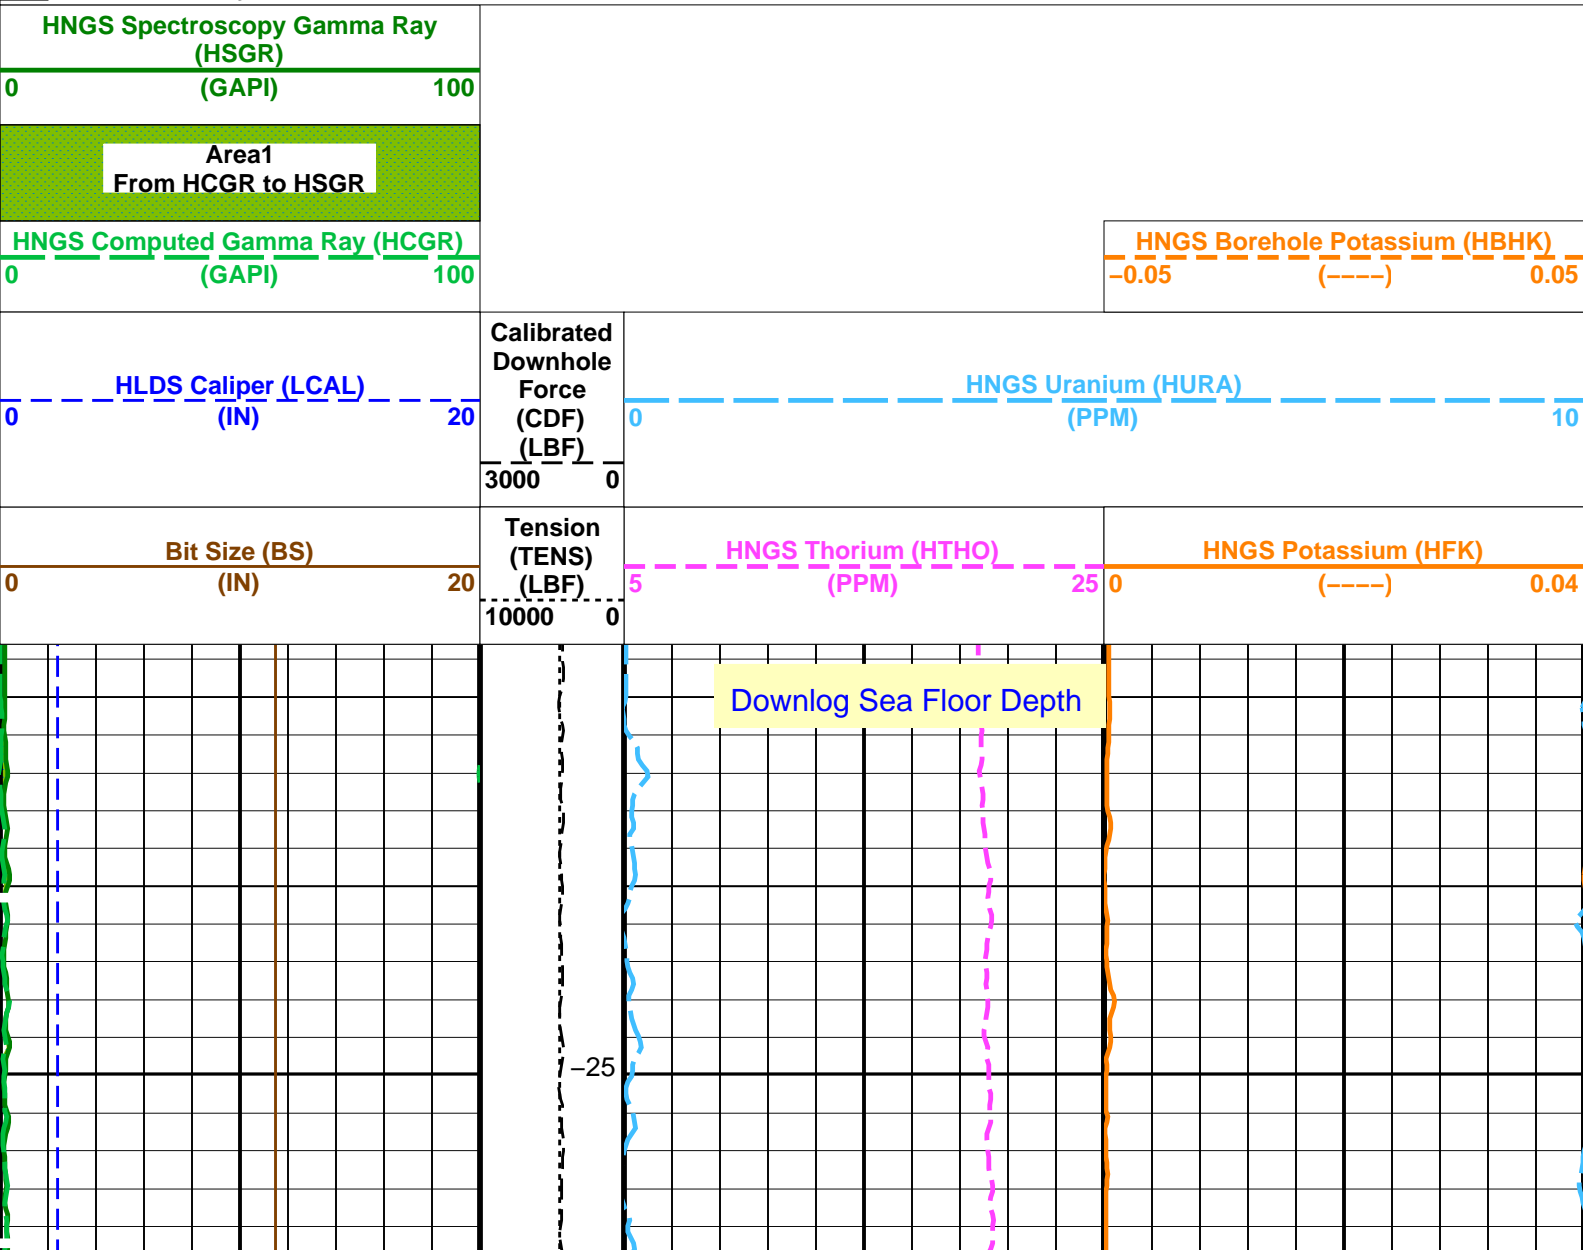 HNGS Spectroscopy Gamma Ray
(HSGR)
0 (GAPI) 100
Area1
From HCGR to HSGR
HNGS Computed Gamma Ray (HCGR)
0 (GAPI) 100
HNGS Borehole Potassium (HBHK)
−0.05 (−−−−) 0.05
HLDS Caliper (LCAL)
0 (IN) 20
Calibrated
Downhole
Force
(CDF)
(LBF)
3000 0
HNGS Uranium (HURA)
0 (PPM) 10
Bit Size (BS)
0 (IN) 20
Tension
(TENS)
(LBF)
10000 0
HNGS Thorium (HTHO)
5 (PPM) 25
HNGS Potassium (HFK)
0 (−−−−) 0.04
Downlog Sea Floor Depth
−25